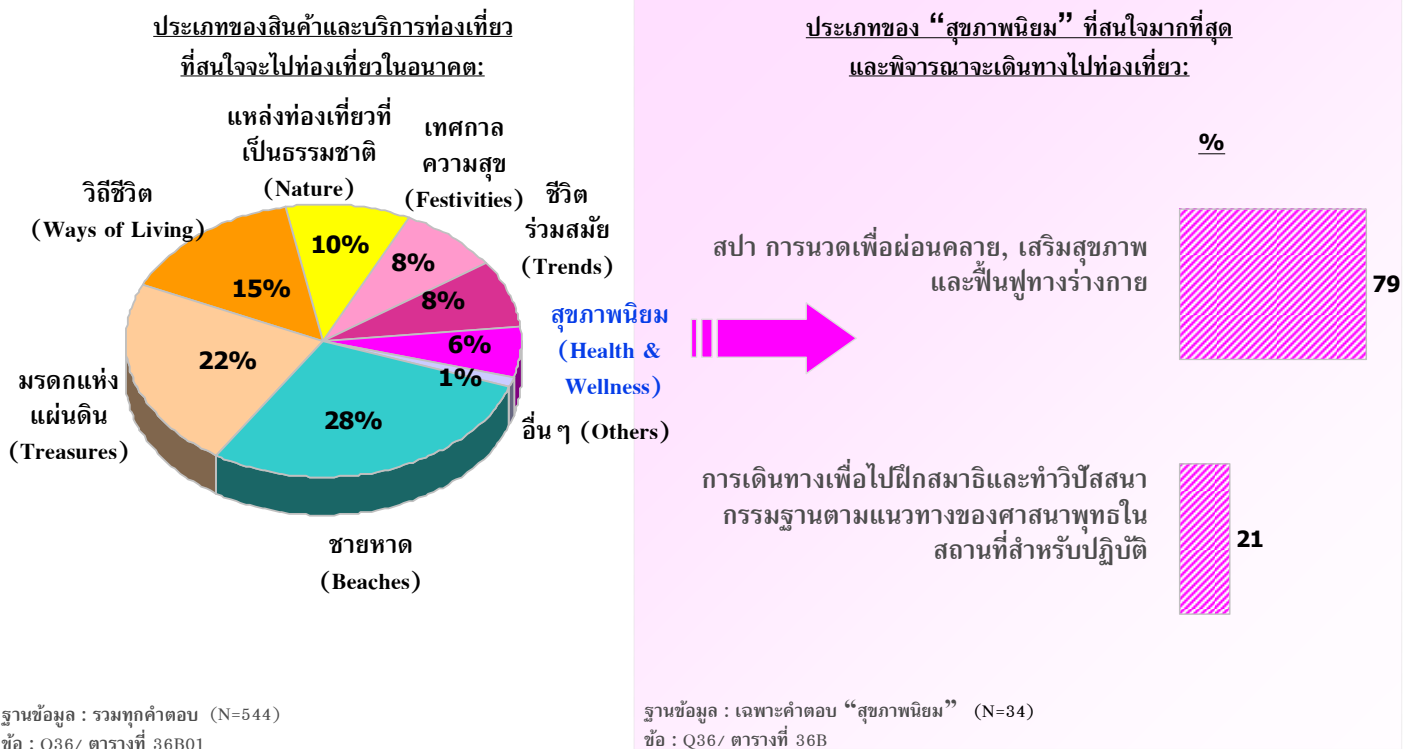 ประเภทของสินค้าและบริการท่องเที่ยว
ที่สนใจจะไปท่องเที่ยวในอนาคต:
แหล่งท่องเที่ยวที่
เป็นธรรมชาติ
(Nature)
เทศกาล
ความสุข
(Festivities)
ชีวิต
ร่วมสมัย
(Trends)
วิถีชีวิต
(Ways of Living)
10%
8%
15%
8%
สุขภาพนิยม
(Health &
Wellness)
6%
22%
1%
มรดกแห่ง
แผ่นดิน
(Treasures)
28%
อื่น ๆ (Others)
ชายหาด
(Beaches)
ฐานข้อมูล : รวมทุกคำตอบ (N=544)
ข้อ : Q36/ ตารางที่ 36B01
ประเภทของ “สุขภาพนิยม” ที่สนใจมากที่สุด
และพิจารณาจะเดินทางไปท่องเที่ยว:
%
สปา การนวดเพื่อผ่อนคลาย, เสริมสุขภาพ
และฟื้นฟูทางร่างกาย
79
การเดินทางเพื่อไปฝึกสมาธิและทำวิปัสสนา
กรรมฐานตามแนวทางของศาสนาพุทธใน
สถานที่สำหรับปฏิบัติ
21
ฐานข้อมูล : เฉพาะคำตอบ “สุขภาพนิยม” (N=34)
ข้อ : Q36/ ตารางที่ 36B